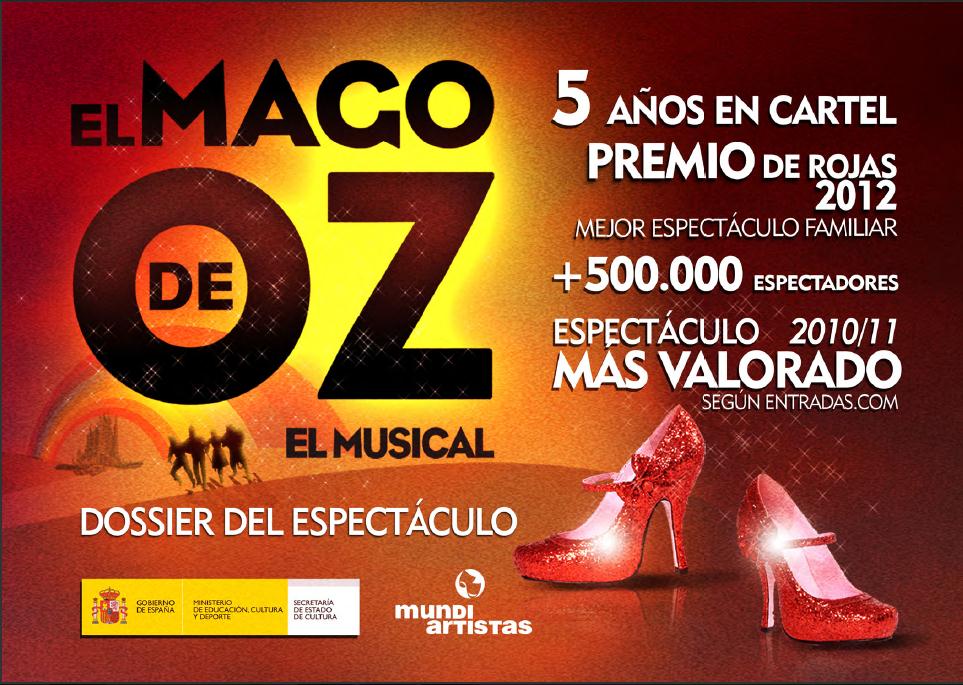 EL MAGO
DE
OZ
EL MUSICAL
DOSSIER DEL ESPECTÁCULO
5 AÑOS EN CARTEL
PREMIO DE ROJAS
2012
MEJOR ESPECTÁCULO FAMILIAR
+500.000 ESPECTADORES
ESPECTÁCULO 2010/11
MÁS VALORADO
SEGÚN ENTRADAS.COM
GOBIERNO
DE ESPAÑA
MINISTERIO
DE EDUCACIÓN, CULTURA
Y DEPORTE
SECRETARÍA
DE ESTADO
DE CULTURA
mundi
artistas